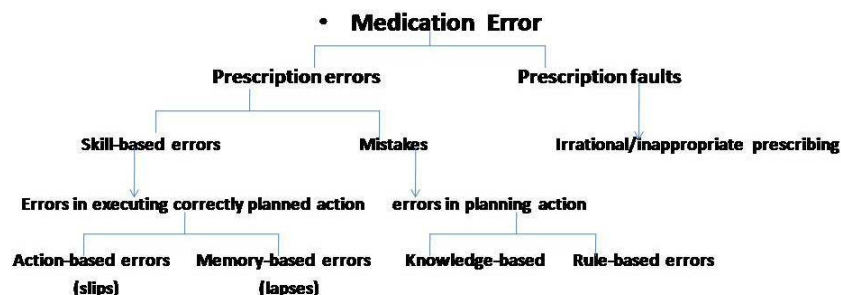 • Medication Error
Prescription errors Prescription faults
Skill-based errors Mistakes Irrational/inappropriate prescribing
Errors in executing correctly planned action errors in planning action
Action-based errors Memory-based errors Knowledge-based Rule-based errors
(slips) (lapses)